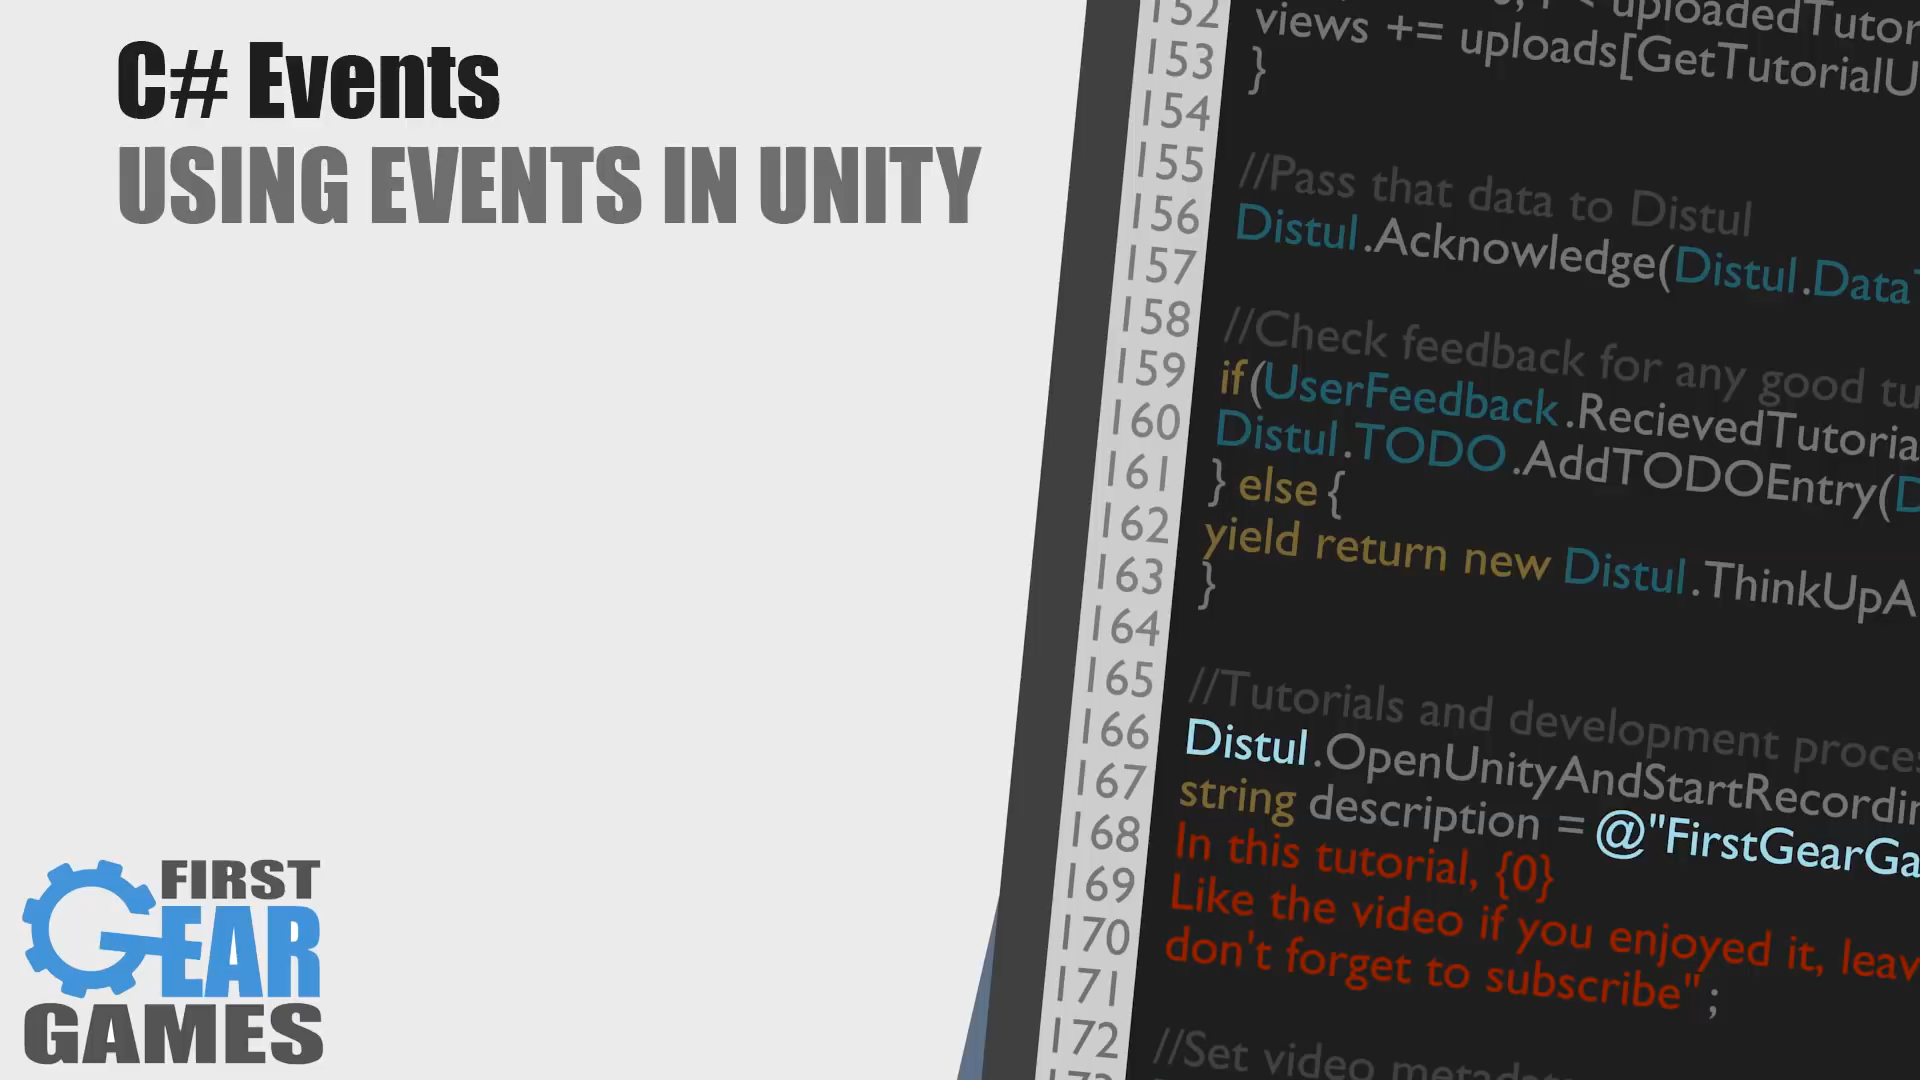 C# Events
USING EVENTS IN UNITY
FIRST
GEAR
GAMES
152
views += uploads[GetTutorialU
153 }
154
155 //Pass that data to Distul
156 Distul.Acknowledge(Distul.Data
157
158 //Check feedback for any good tu
159 if(UserFeedback.RecievedTutoria
160 Distul.TODO.AddTODOEntry(D
161 } else {
162 yield return new Distul.ThinkUpA
163 }
164
165 //Tutorials and development proces
166 Distul.OpenUnityAndStartRecordin
167 string description = @"FirstGearGa
168 In this tutorial, {0}
169 Like the video if you enjoyed it, leav
170 don't forget to subscribe";
171
172 //Set video metadata